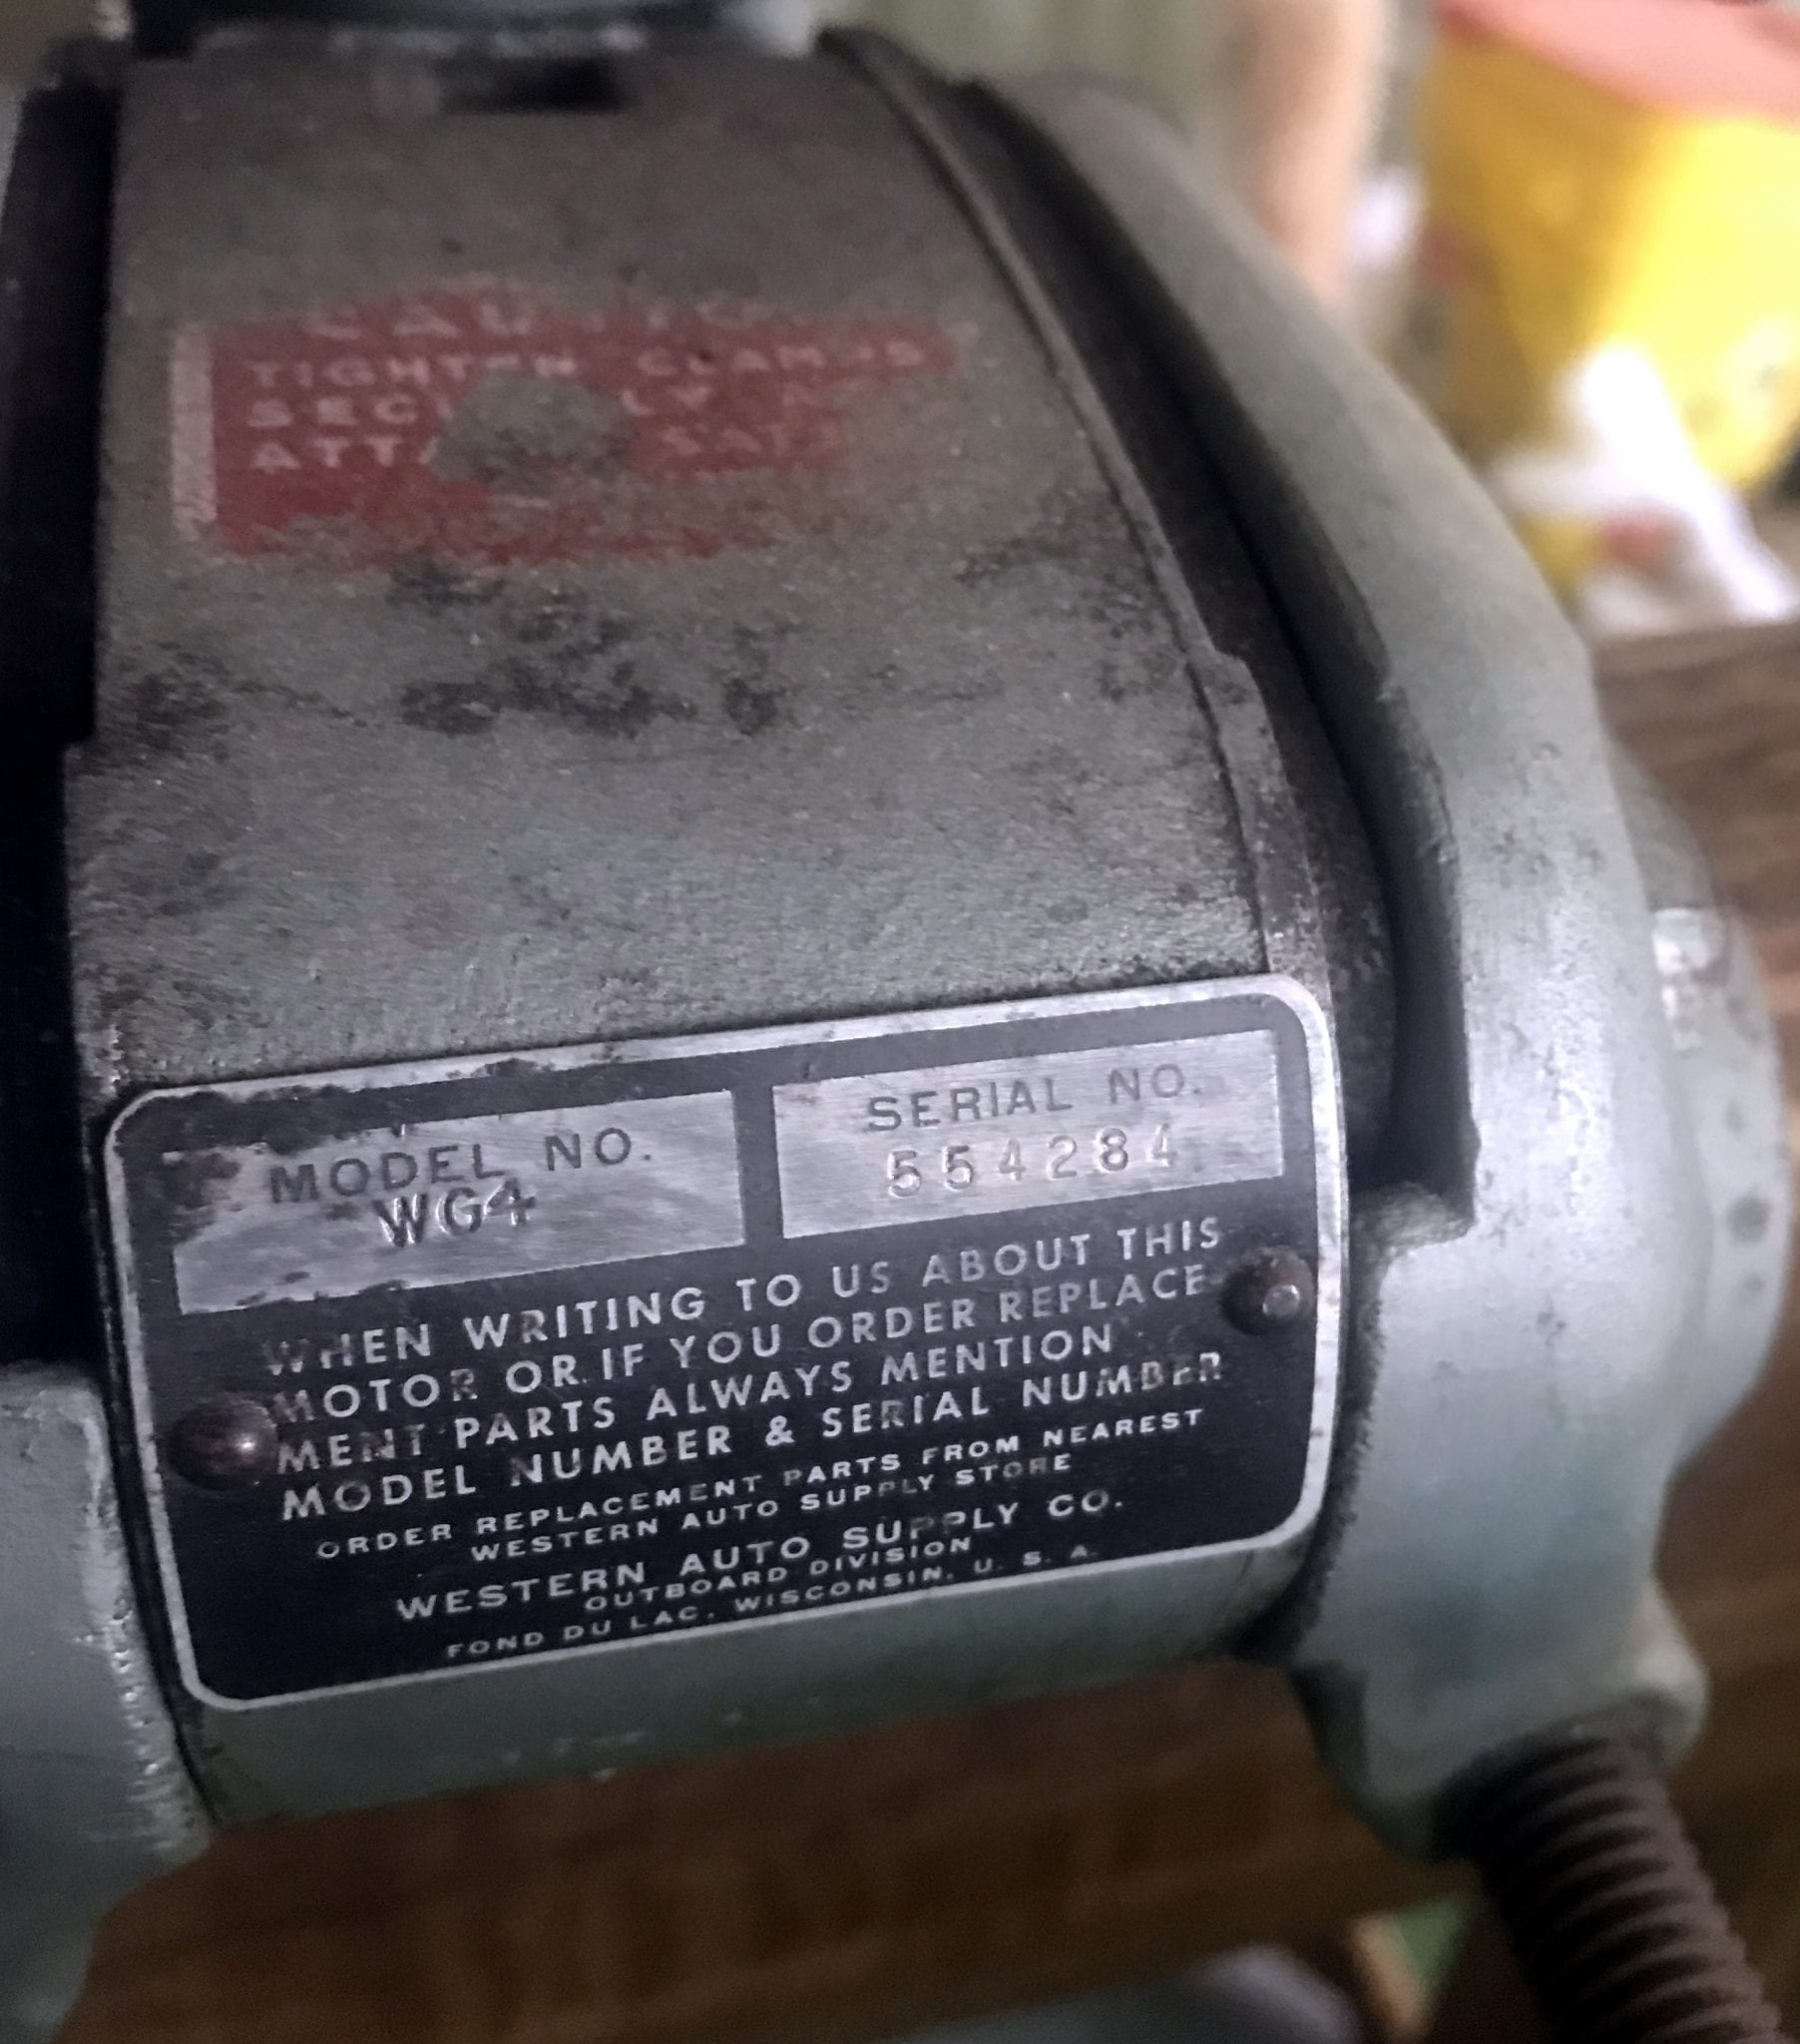 TIGHTEN CLAMPS
MODEL NO.
WG4
SERIAL NO.
554284
WHEN WRITING TO US ABOUT THIS
MOTOR OR IF YOU ORDER REPLACE
MENT PARTS ALWAYS MENTION
MODEL NUMBER & SERIAL NUMBER
ORDER REPLACEMENT PARTS FROM NEAREST
WESTERN AUTO SUPPLY STORE
WESTERN AUTO SUPPLY CO.
OUTBOARD DIVISION
FOND DU LAC, WISCONSIN, U. S. A.